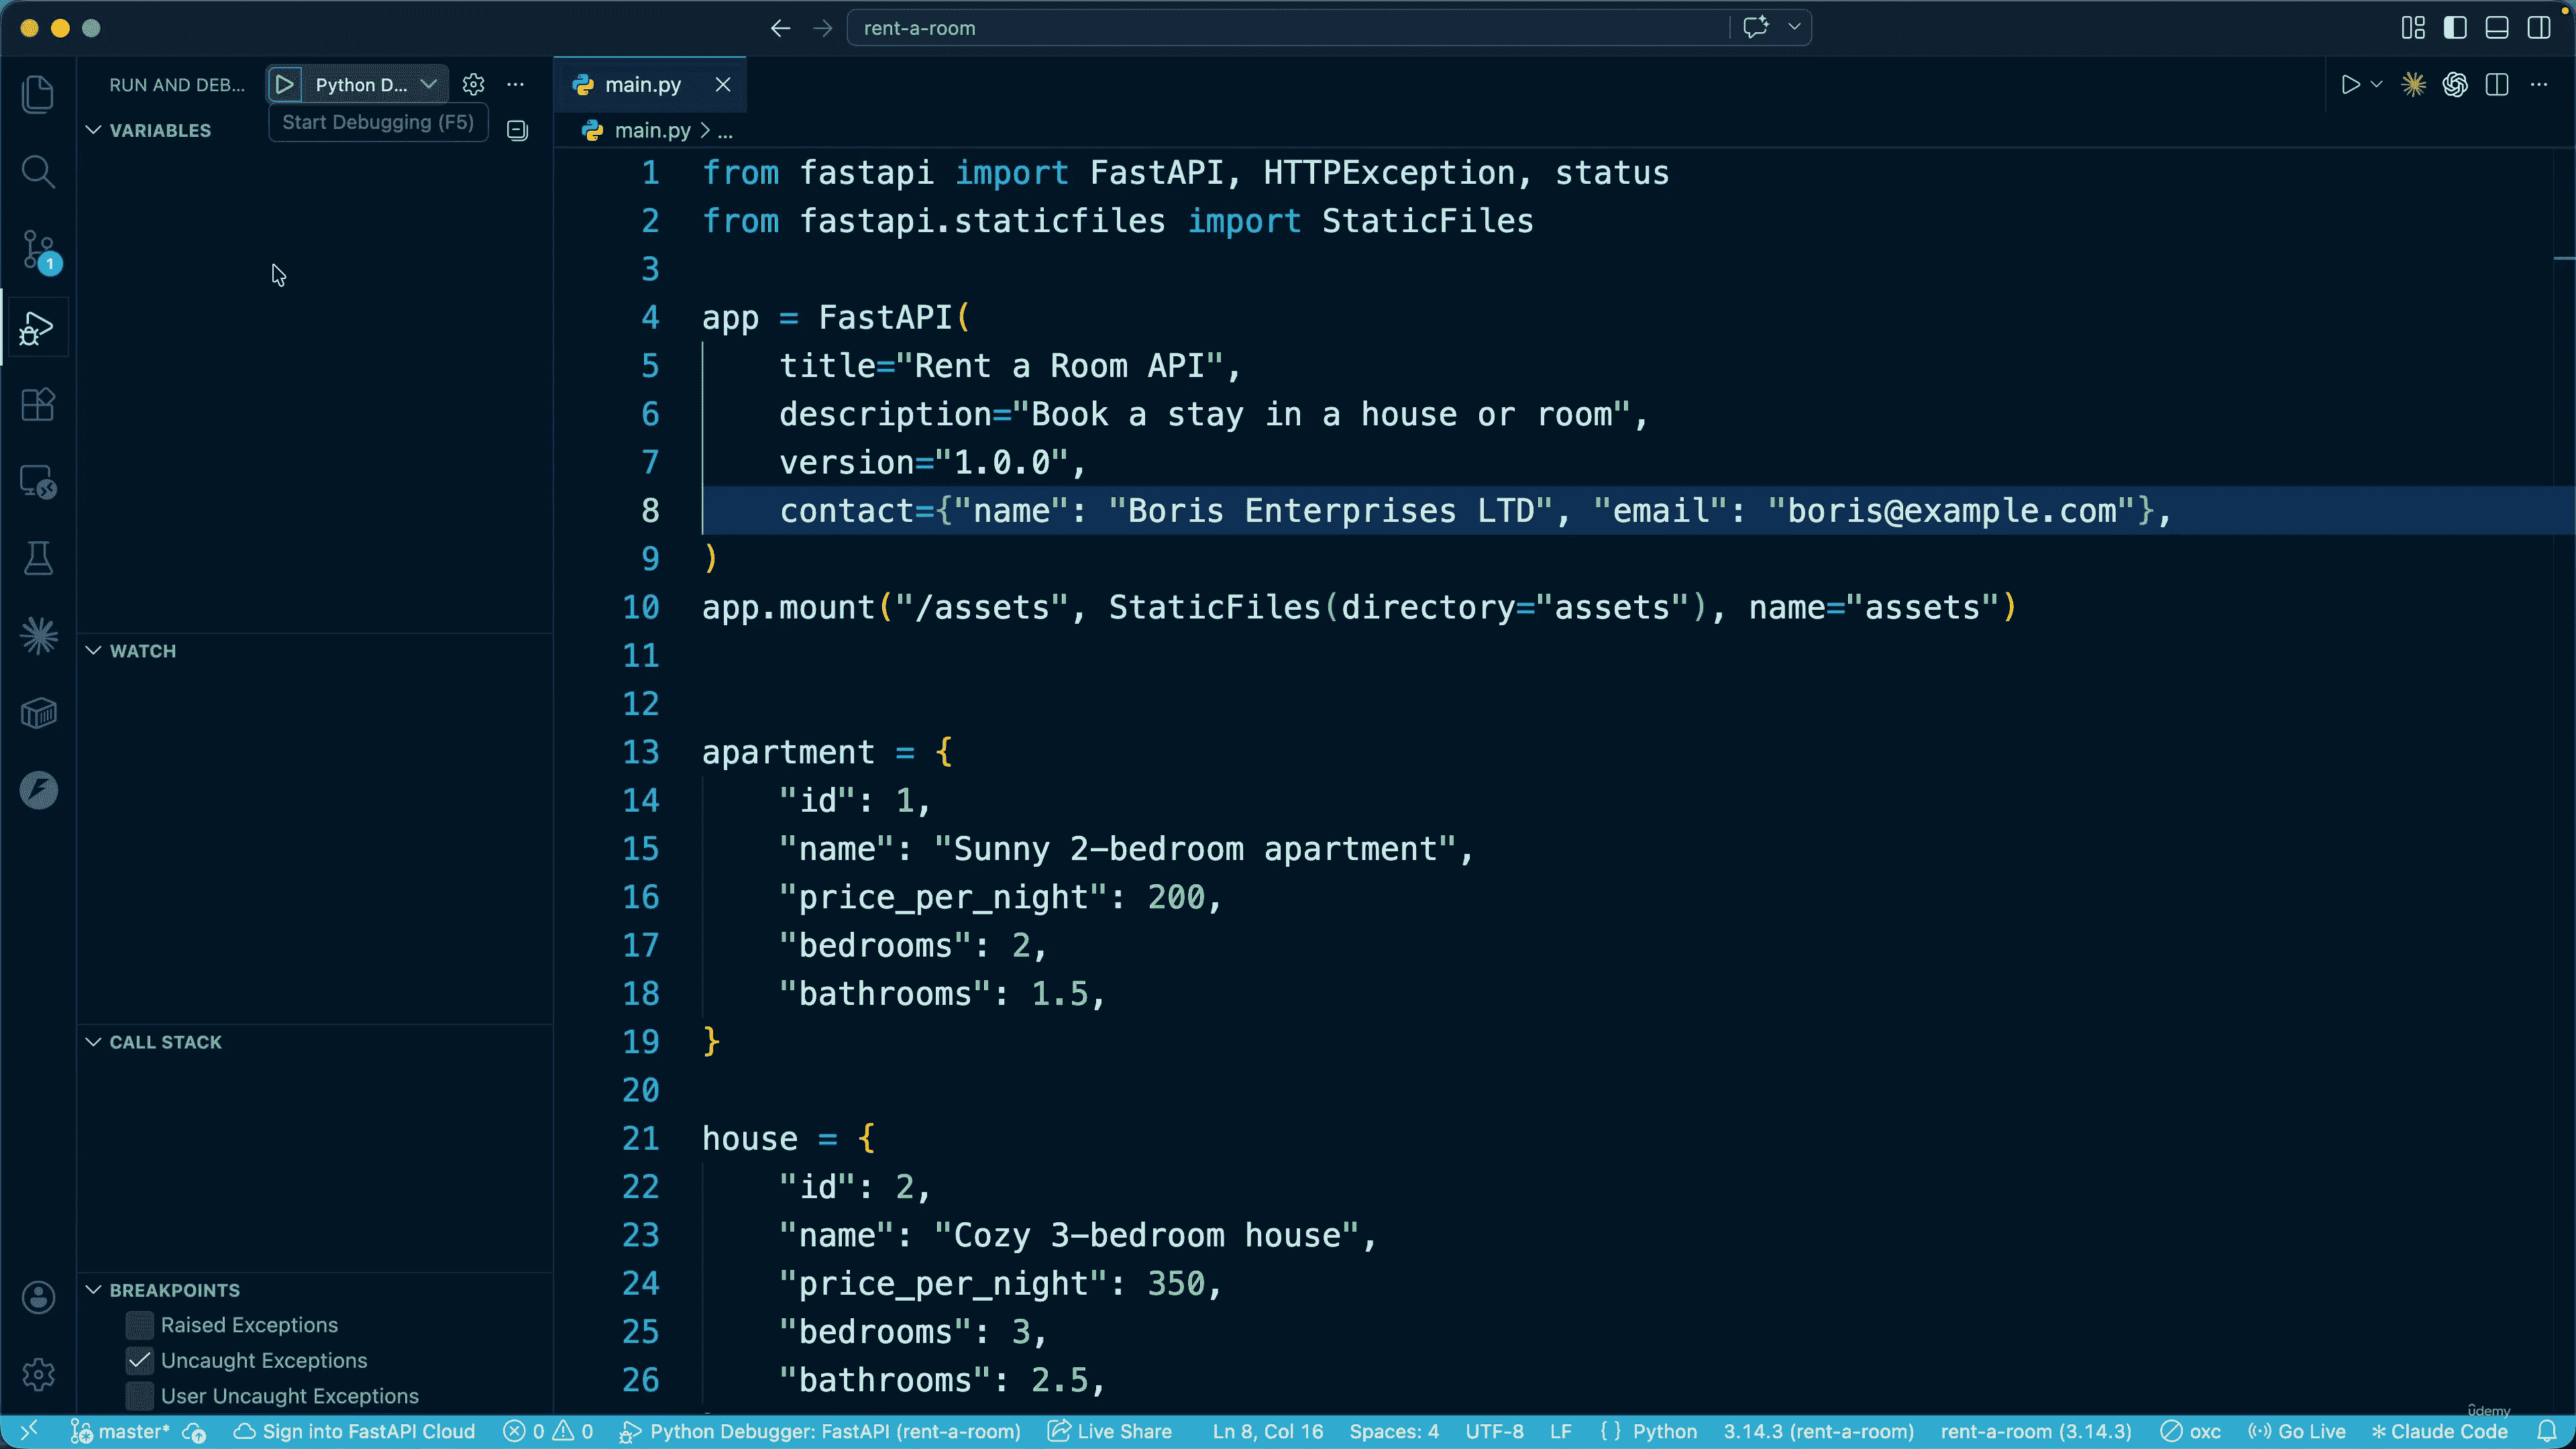 rent-a-room
RUN AND DEB...
Python D...
main.py
VARIABLES
Start Debugging (F5)
main.py > ...
1 from fastapi import FastAPI, HTTPException, status
2 from fastapi.staticfiles import StaticFiles
3
4 app = FastAPI(
5 title="Rent a Room API",
6 description="Book a stay in a house or room",
7 version="1.0.0",
8 contact={"name": "Boris Enterprises LTD", "email": "boris@example.com"},
9 )
10 app.mount("/assets", StaticFiles(directory="assets"), name="assets")
11
12
13 apartment = {
14 "id": 1,
15 "name": "Sunny 2-bedroom apartment",
16 "price_per_night": 200,
17 "bedrooms": 2,
18 "bathrooms": 1.5,
19 }
20
21 house = {
22 "id": 2,
23 "name": "Cozy 3-bedroom house",
24 "price_per_night": 350,
25 "bedrooms": 3,
26 "bathrooms": 2.5,
1
WATCH
CALL STACK
BREAKPOINTS
Raised Exceptions
Uncaught Exceptions
User Uncaught Exceptions
udemy
master* Sign into FastAPI Cloud 0 0 Python Debugger: FastAPI (rent-a-room) Live Share Ln 8, Col 16 Spaces: 4 UTF-8 LF { } Python 3.14.3 (rent-a-room) rent-a-room (3.14.3) oxc Go Live Claude Code